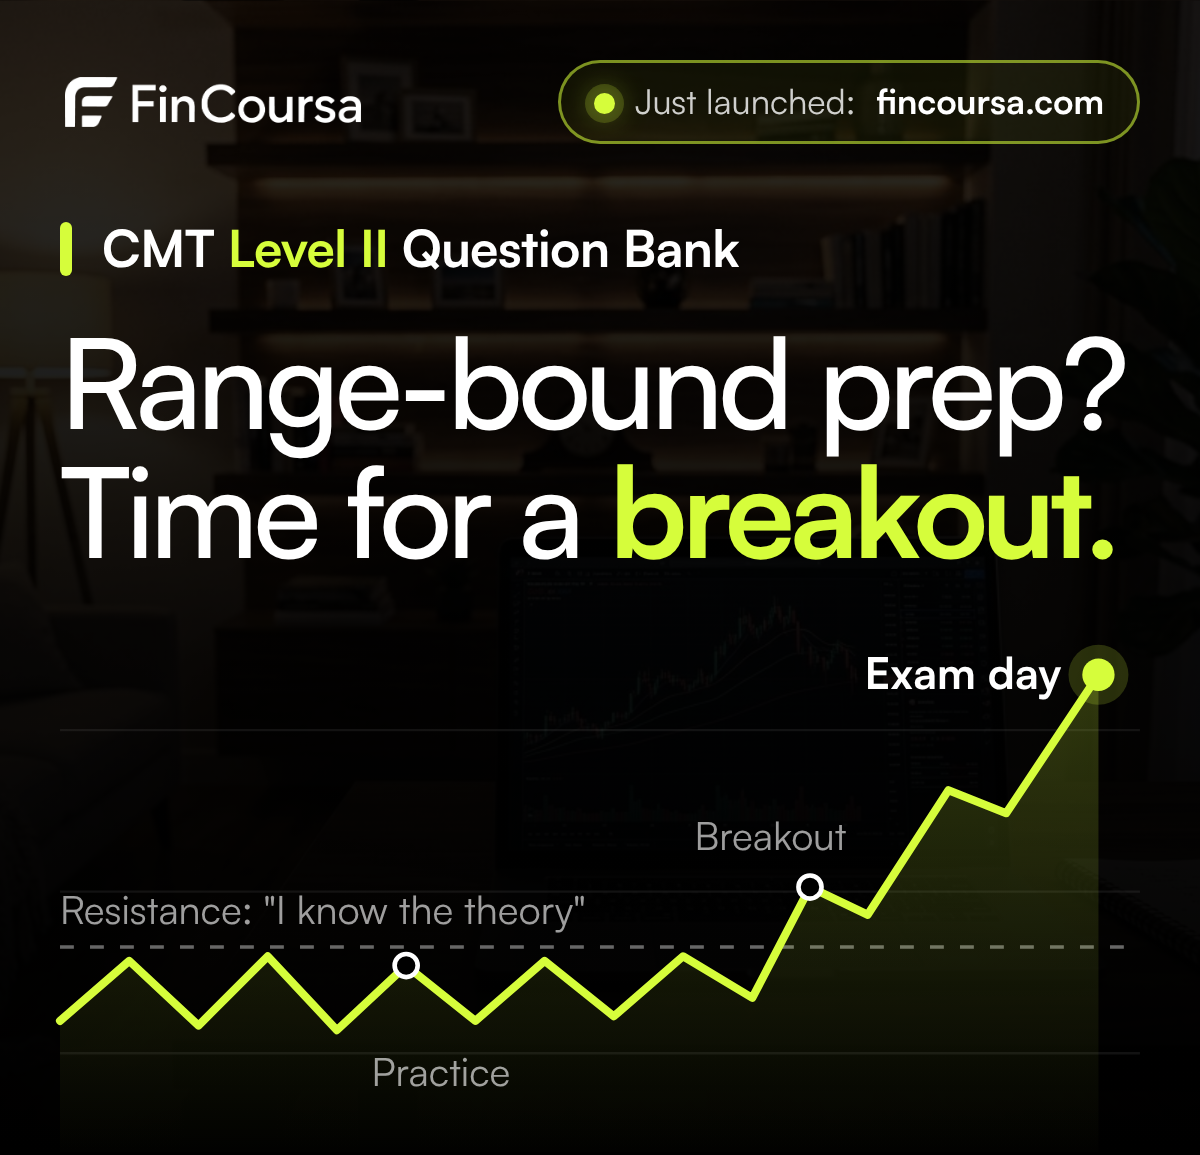 FinCoursa
Just launched: fincoursa.com
CMT Level II Question Bank
Range-bound prep?
Time for a breakout.
Exam day
Breakout
Resistance: "I know the theory"
Practice